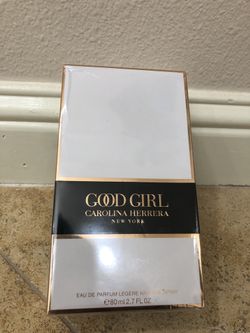 GOOD GIRL
CAROLINA HERRERA
NEW YORK
EAU DE PARFUM LÉGÈRE
℮80ml 2.7 FL.OZ